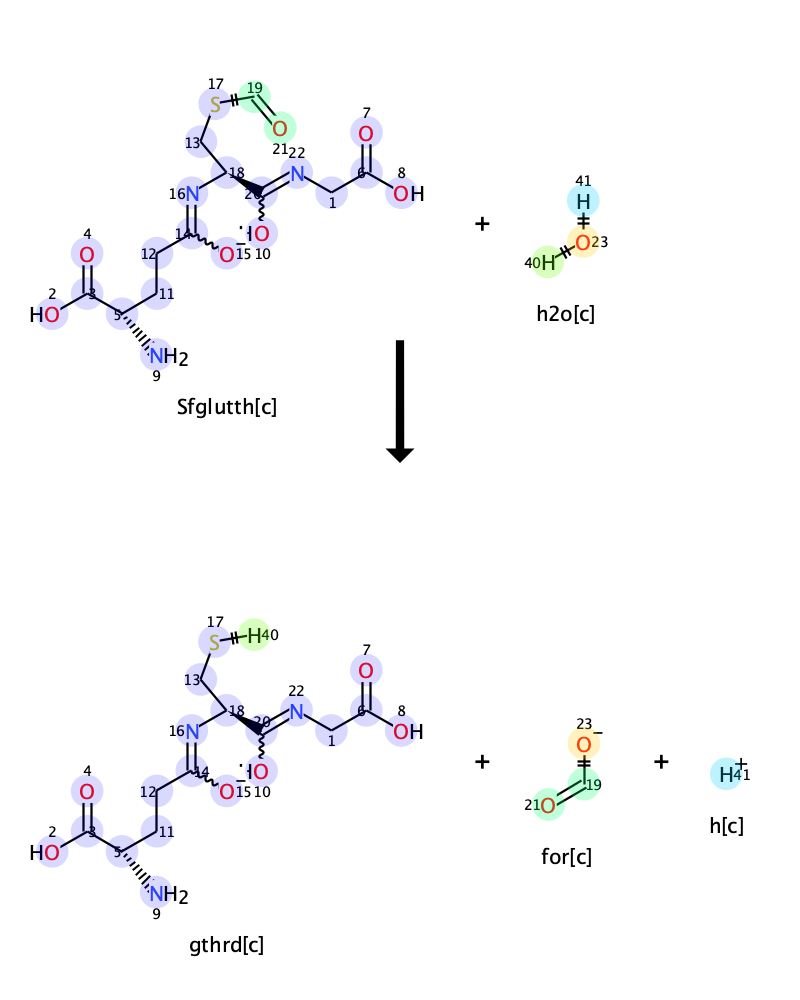 17 19
S
O
7
O
13
21 22
18 N 6 8
16 N 20 OH
1
14 HO
4 O 15 10
O 12
2 3 11
HO 5
NH2
9
Sfglutth[c]
+
41
H
O 23
40 H
h2o[c]
17
S H 40
7
O
13
22
18 N 6 8
16 N 20 OH
1
14 HO
4 O 15 10
O 12
2 3 11
HO 5
NH2
9
gthrd[c]
+
23
O−
19
21 O
for[c]
+
H+
41
h[c]